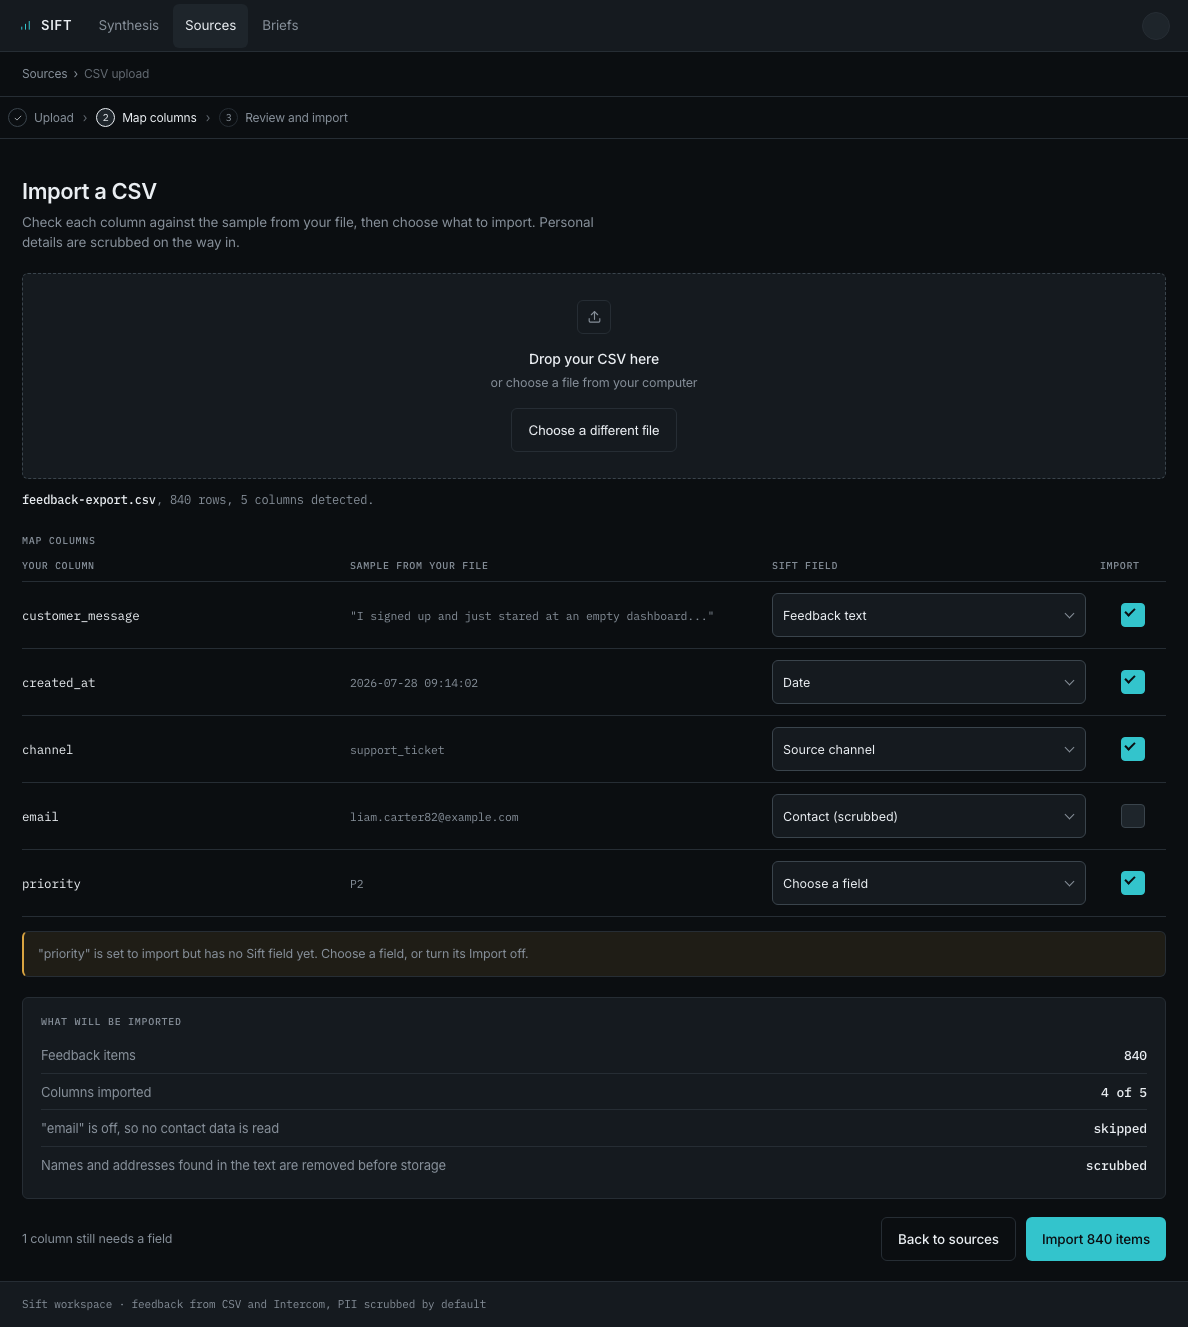 SIFT Synthesis Sources Briefs
Sources › CSV upload
Upload › 2 Map columns › 3 Review and import
Import a CSV
Check each column against the sample from your file, then choose what to import. Personal
details are scrubbed on the way in.
Drop your CSV here
or choose a file from your computer
Choose a different file
feedback-export.csv, 840 rows, 5 columns detected.
MAP COLUMNS
YOUR COLUMN SAMPLE FROM YOUR FILE SIFT FIELD IMPORT
customer_message "I signed up and just stared at an empty dashboard..." Feedback text
created_at 2026-07-28 09:14:02 Date
channel support_ticket Source channel
email liam.carter82@example.com Contact (scrubbed)
priority P2 Choose a field
"priority" is set to import but has no Sift field yet. Choose a field, or turn its Import off.
WHAT WILL BE IMPORTED
Feedback items 840
Columns imported 4 of 5
"email" is off, so no contact data is read skipped
Names and addresses found in the text are removed before storage scrubbed
1 column still needs a field Back to sources Import 840 items
Sift workspace · feedback from CSV and Intercom, PII scrubbed by default